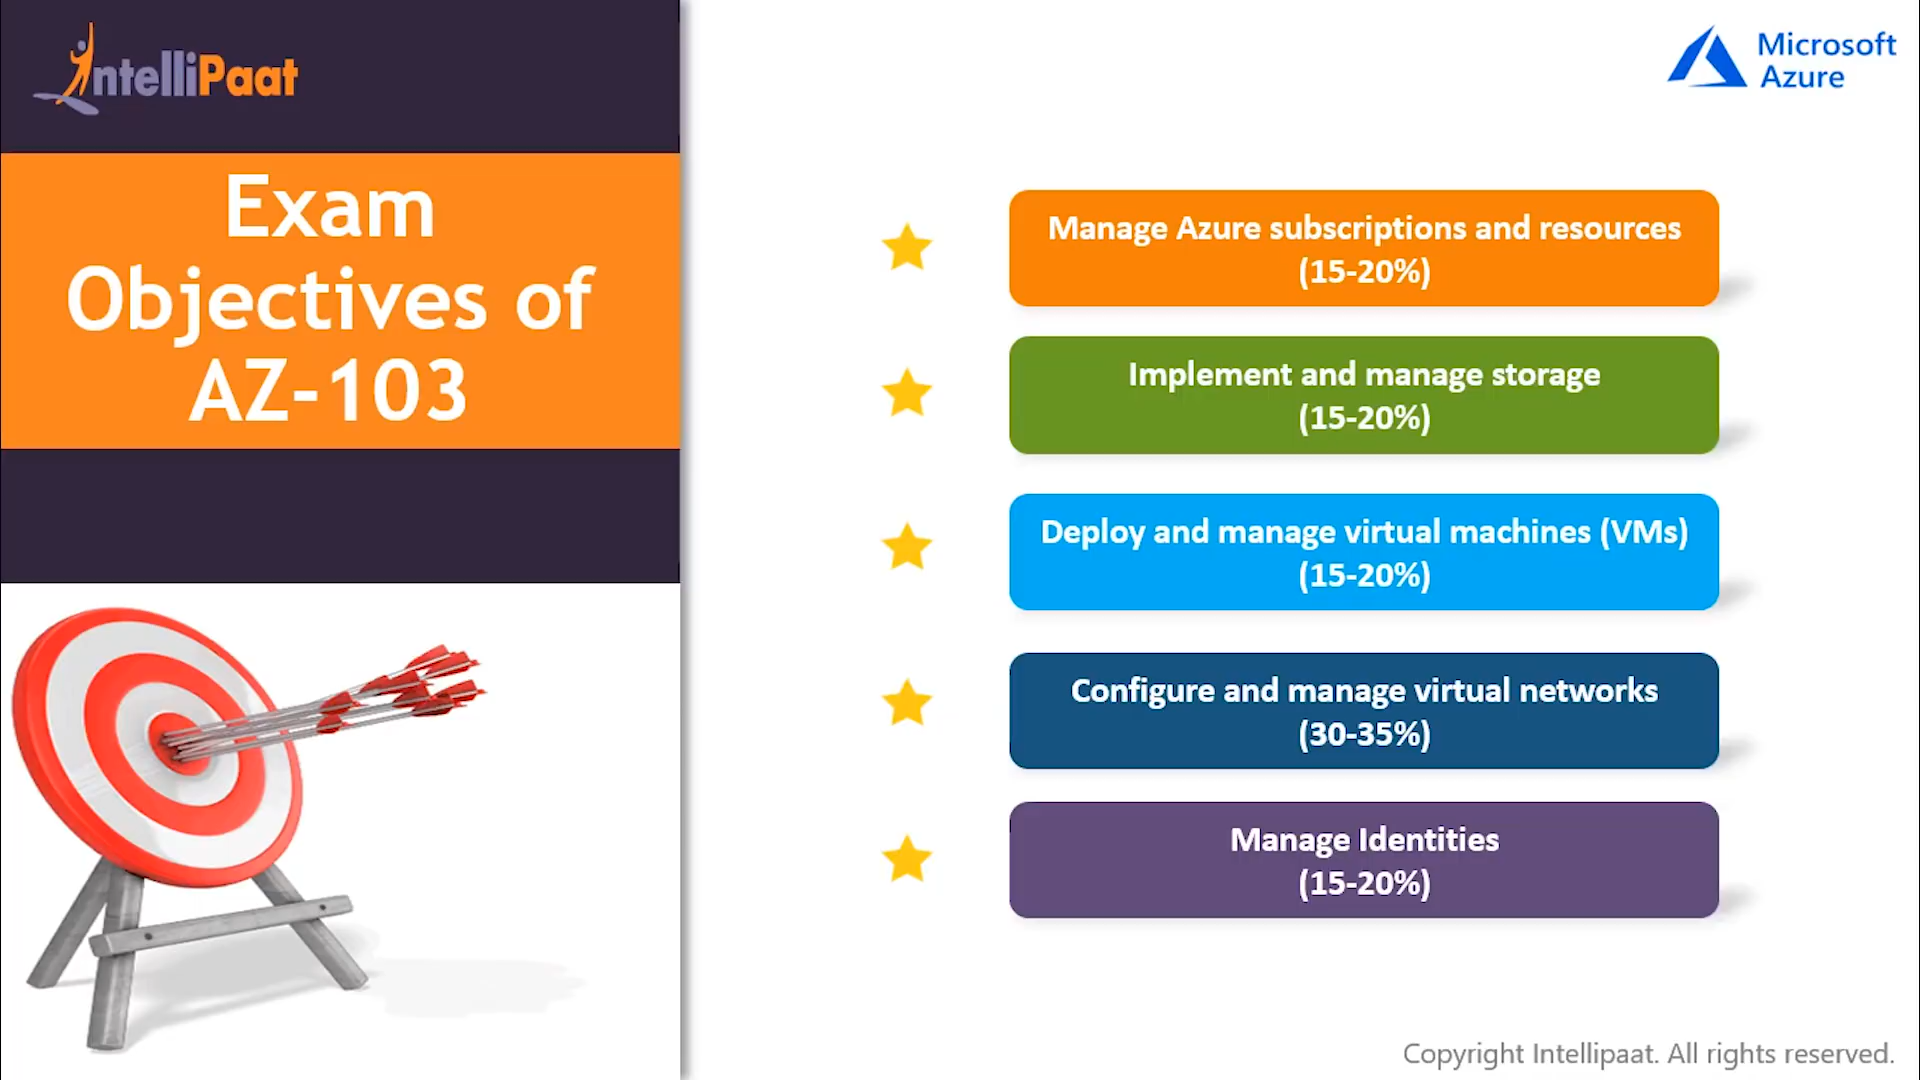 IntelliPaat
Exam
Objectives of
AZ-103
Microsoft
Azure
Manage Azure subscriptions and resources
(15-20%)
Implement and manage storage
(15-20%)
Deploy and manage virtual machines (VMs)
(15-20%)
Configure and manage virtual networks
(30-35%)
Manage Identities
(15-20%)
Copyright Intellipaat. All rights reserved.